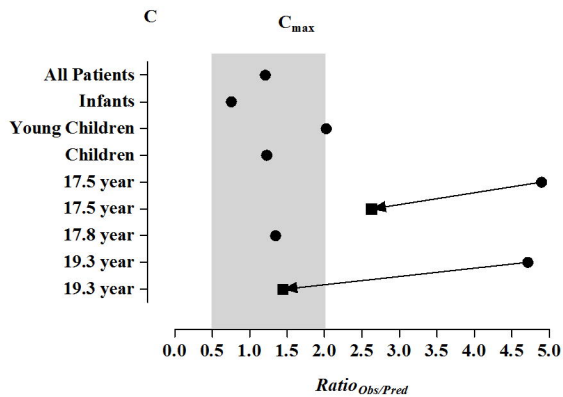 C
Cmax
All Patients
Infants
Young Children
Children
17.5 year
17.5 year
17.8 year
19.3 year
19.3 year
0.0 0.5 1.0 1.5 2.0 2.5 3.0 3.5 4.0 4.5 5.0
Ratio Obs/Pred